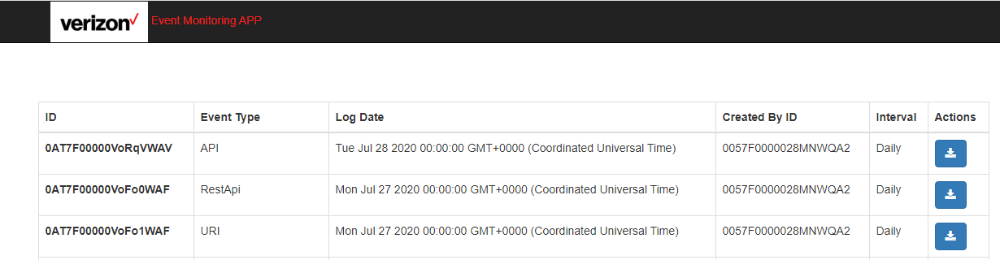 verizon Event Monitoring APP
ID Event Type Log Date Created By ID Interval Actions
0AT7F00000VoRqVWAV API Tue Jul 28 2020 00:00:00 GMT+0000 (Coordinated Universal Time) 0057F0000028MNWQA2 Daily
0AT7F00000VoFo0WAF RestApi Mon Jul 27 2020 00:00:00 GMT+0000 (Coordinated Universal Time) 0057F0000028MNWQA2 Daily
0AT7F00000VoFo1WAF URI Mon Jul 27 2020 00:00:00 GMT+0000 (Coordinated Universal Time) 0057F0000028MNWQA2 Daily